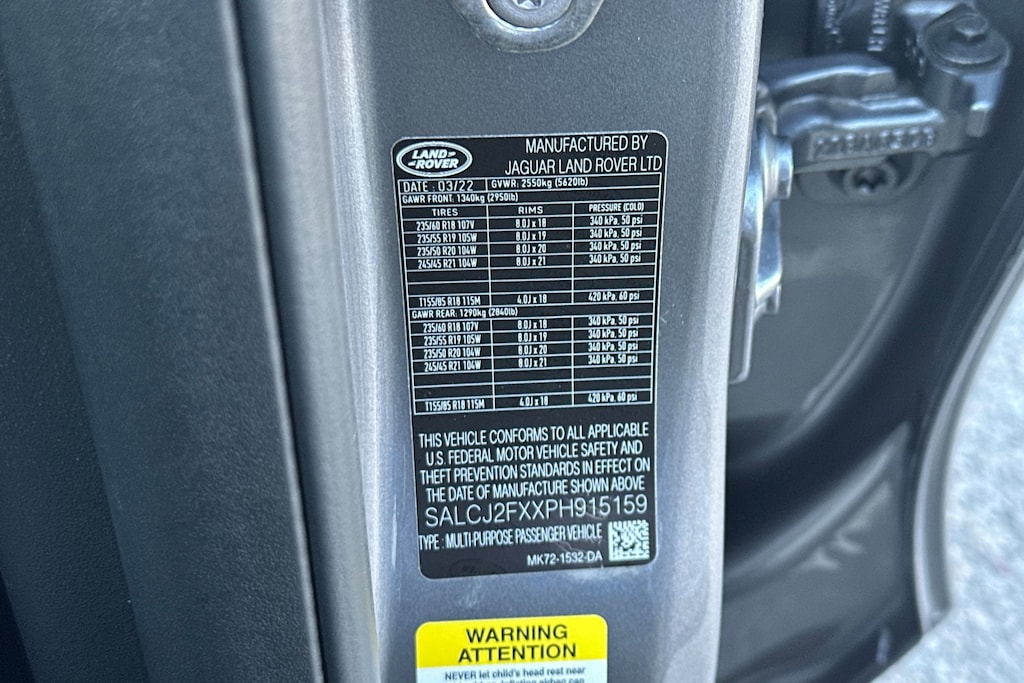 LAND-
-ROVER
MANUFACTURED BY
JAGUAR LAND ROVER LTD
DATE : 03/22 GVWR: 2550kg (5620lb)
GAWR FRONT: 1340kg (2950lb)
TIRES RIMS PRESSURE (COLD)
235/60 R18 107V 8.0J x 18 340 kPa, 50 psi
235/55 R19 105W 8.0J x 19 340 kPa, 50 psi
235/50 R20 104W 8.0J x 20 340 kPa, 50 psi
245/45 R21 104W 8.0J x 21 340 kPa, 50 psi
T155/85 R18 115M 4.0J x 18 420 kPa, 60 psi
GAWR REAR: 1290kg (2840lb)
235/60 R18 107V 8.0J x 18 340 kPa, 50 psi
235/55 R19 105W 8.0J x 19 340 kPa, 50 psi
235/50 R20 104W 8.0J x 20 340 kPa, 50 psi
245/45 R21 104W 8.0J x 21 340 kPa, 50 psi
T155/85 R18 115M 4.0J x 18 420 kPa, 60 psi
THIS VEHICLE CONFORMS TO ALL APPLICABLE
U.S. FEDERAL MOTOR VEHICLE SAFETY AND
THEFT PREVENTION STANDARDS IN EFFECT ON
THE DATE OF MANUFACTURE SHOWN ABOVE
SALCJ2FXXPH915159
TYPE : MULTI-PURPOSE PASSENGER VEHICLE
MK72-1532-DA
WARNING
ATTENTION
NEVER let child's head rest near